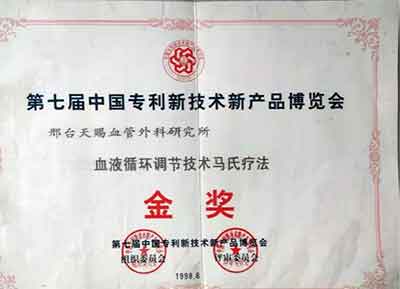 第七届中国专利新技术新产品博览会
邢台天赐血管外科研究所
血液循环调节技术马氏疗法
金奖
第七届中国专利新技术新产品博览会
组织委员会 评审委员会
1998.6